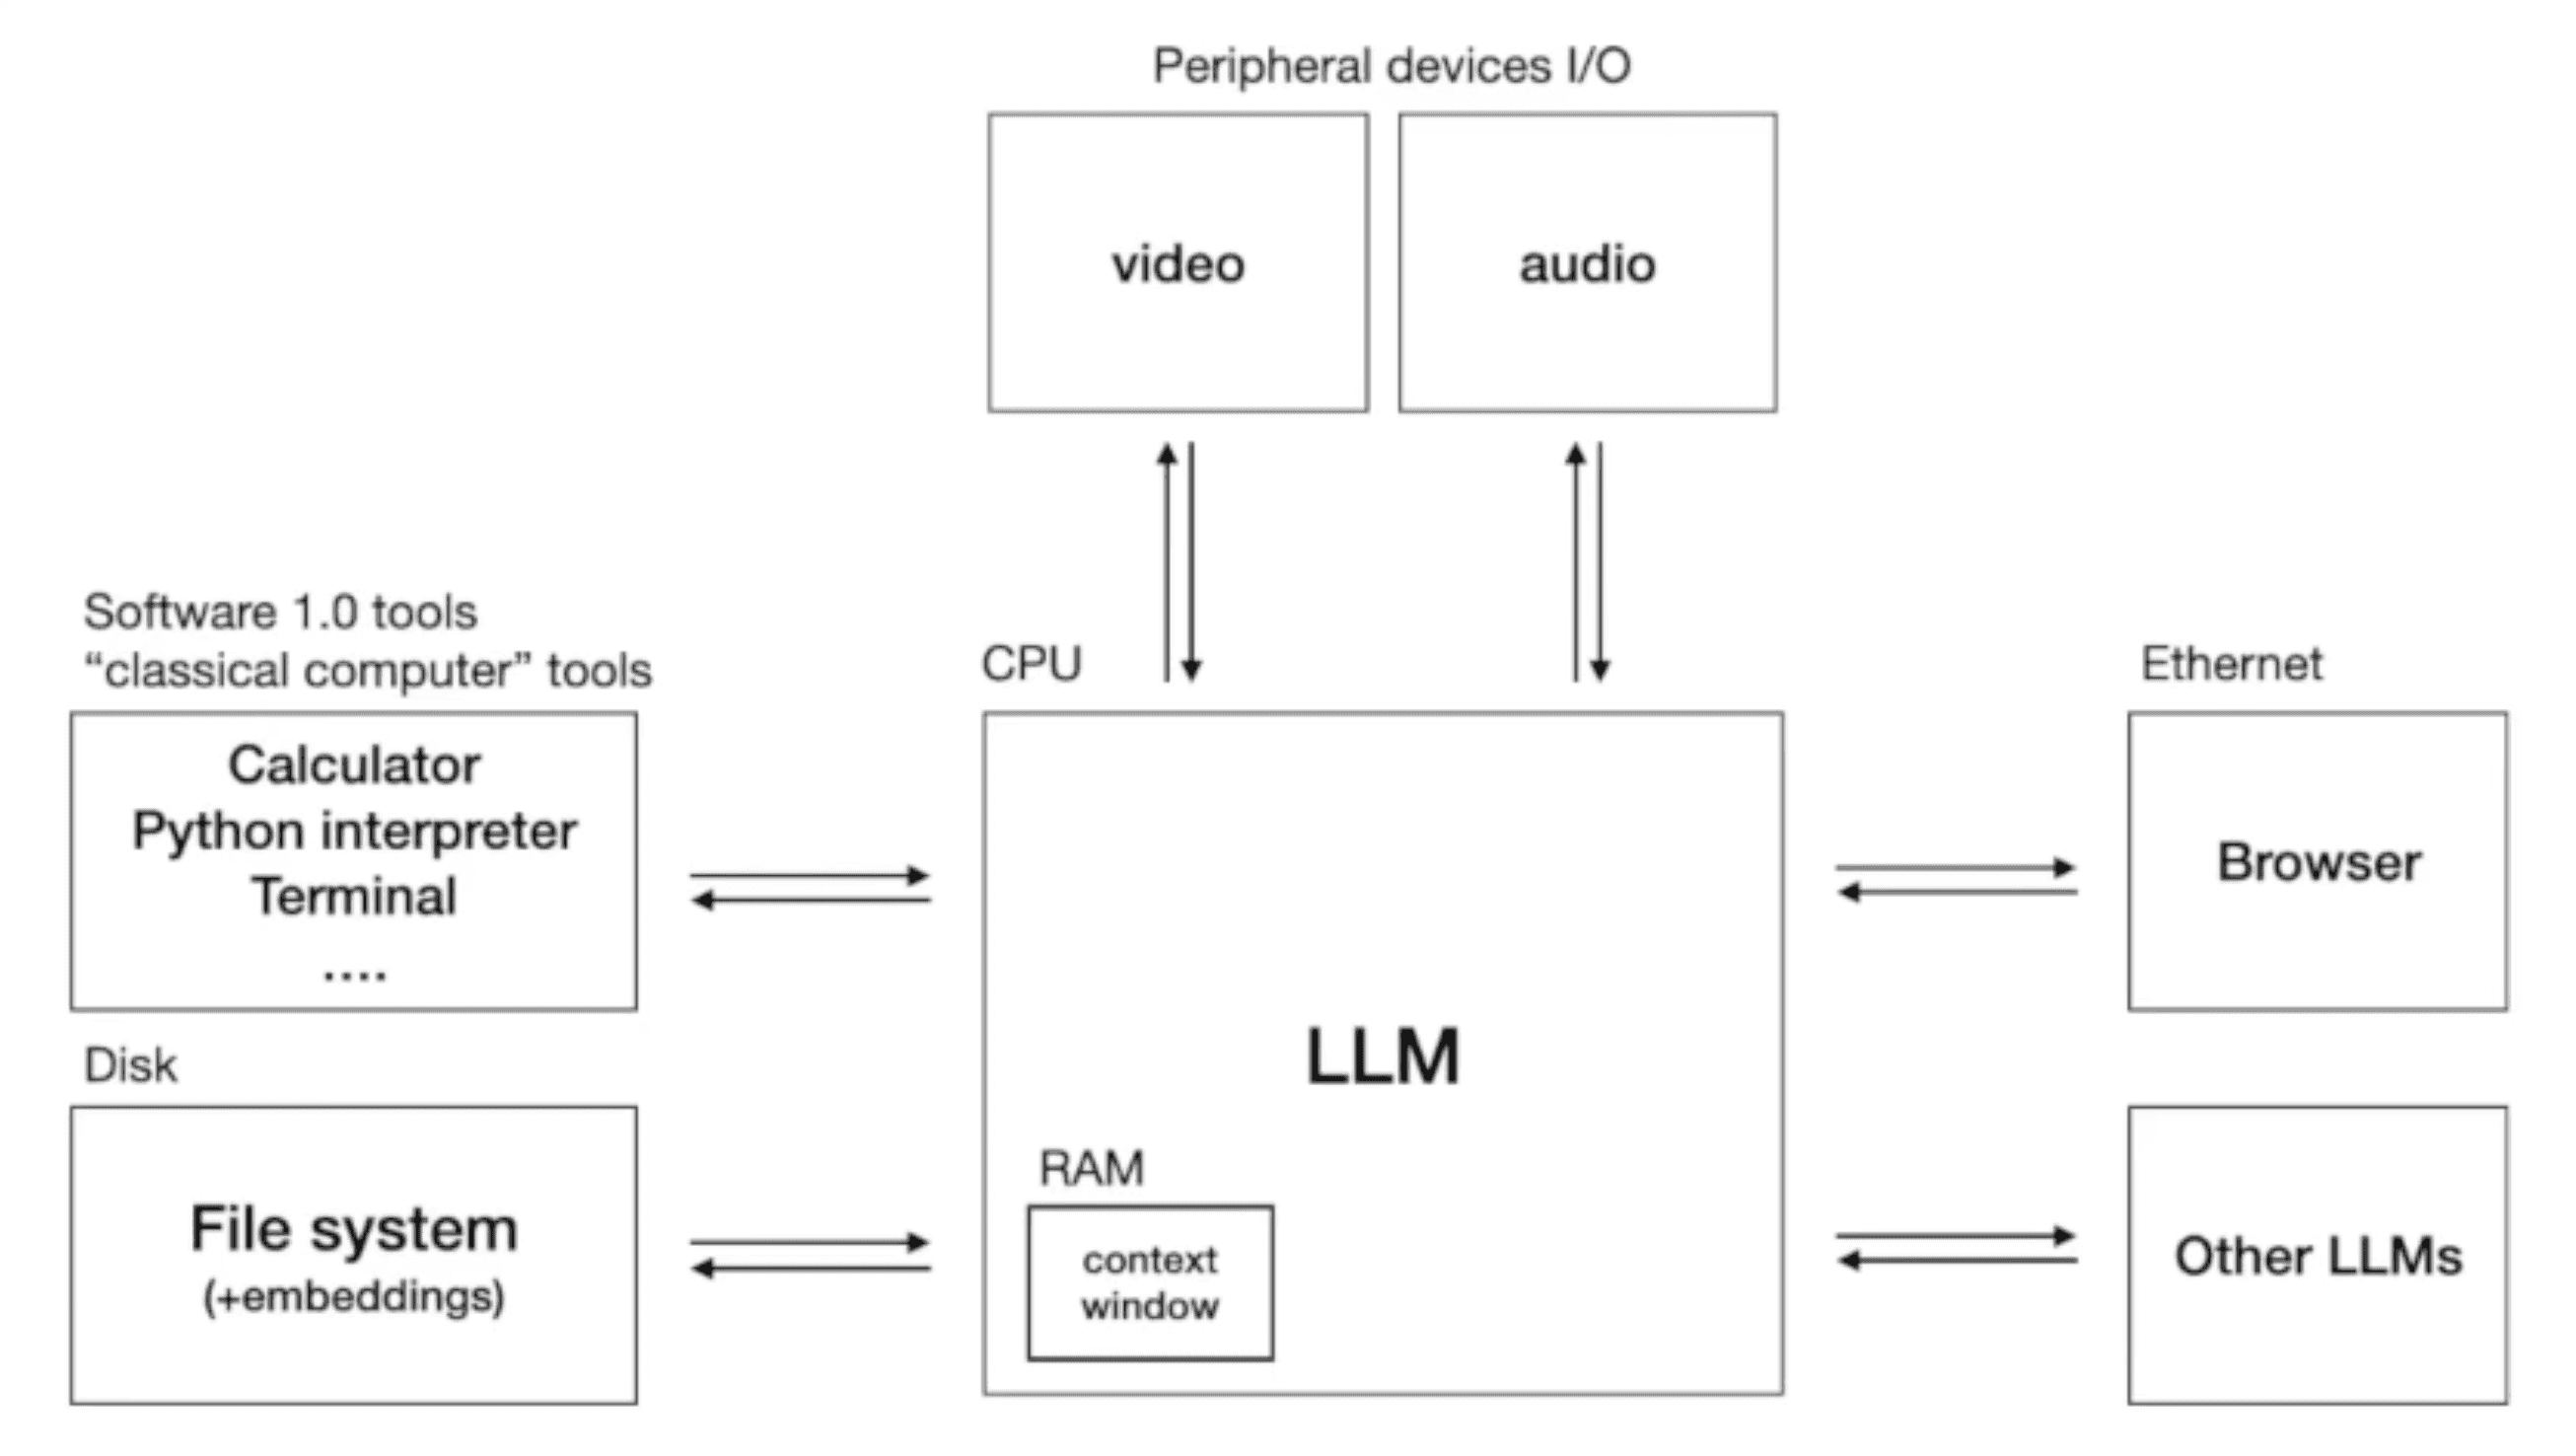 Peripheral devices I/O
video
audio
Software 1.0 tools
“classical computer” tools
Calculator
Python interpreter
Terminal
....
CPU
LLM
RAM
context
window
Ethernet
Browser
Disk
File system
(+embeddings)
Other LLMs